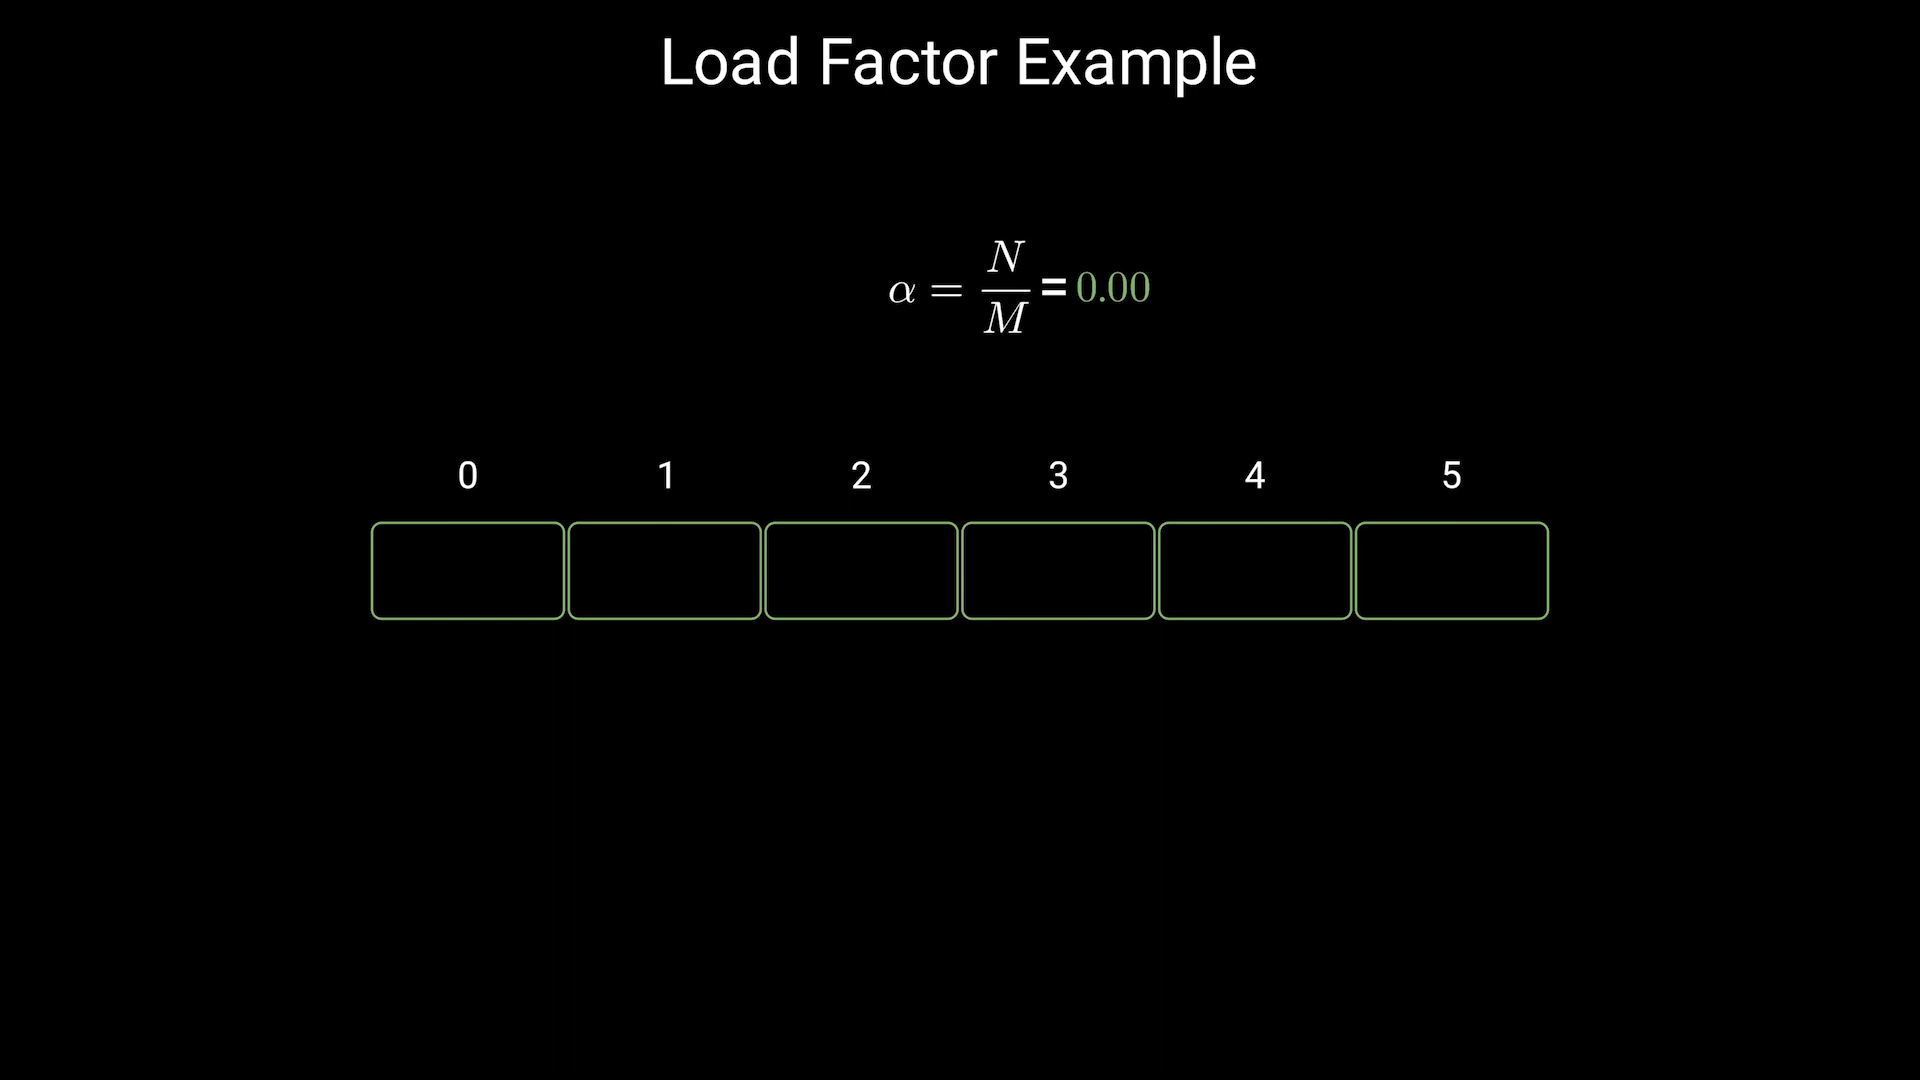 Load Factor Example
α = N/M = 0.00
0 1 2 3 4 5